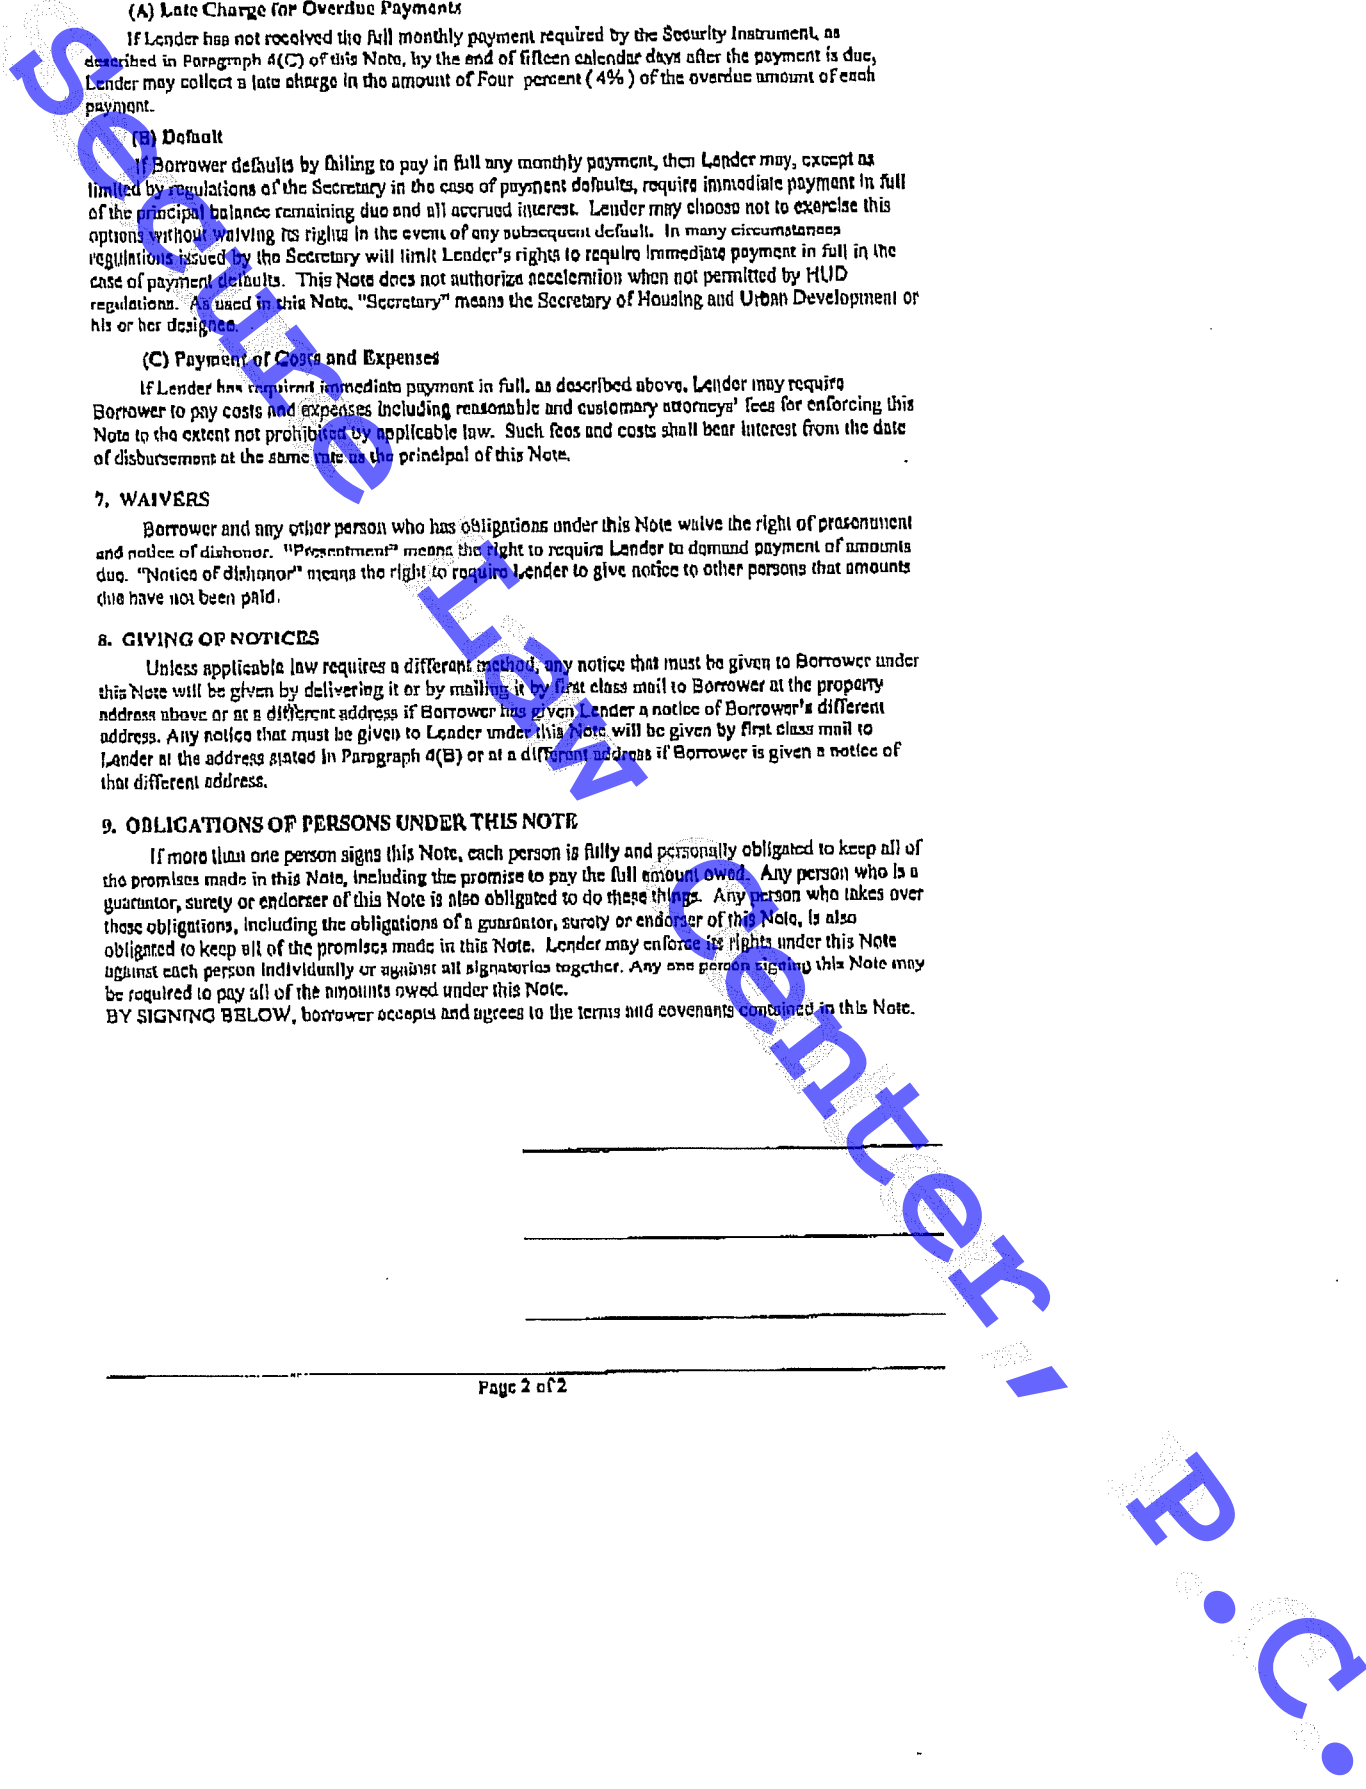 (A) Late Charge for Overdue Payments
If Lender has not received the full monthly payment required by the Security Instrument, as
described in Paragraph 4(C) of this Note, by the end of fifteen calendar days after the payment is due,
Lender may collect a late charge in the amount of Four percent ( 4% ) of the overdue amount of each
payment.
(B) Default
If Borrower defaults by failing to pay in full any monthly payment, then Lender may, except as
limited by regulations of the Secretary in the case of payment defaults, require immediate payment in full
of the principal balance remaining due and all accrued interest. Lender may choose not to exercise this
options without waiving its rights in the event of any subsequent default. In many circumstances
regulations issued by the Secretary will limit Lender's rights to require immediate payment in full in the
case of payment defaults. This Note does not authorize acceleration when not permitted by HUD
regulations. As used in this Note, "Secretary" means the Secretary of Housing and Urban Development or
his or her designee.
(C) Payment of Costs and Expenses
If Lender has required immediate payment in full, as described above, Lender may require
Borrower to pay costs and expenses including reasonable and customary attorneys' fees for enforcing this
Note to the extent not prohibited by applicable law. Such fees and costs shall bear interest from the date
of disbursement at the same rate as the principal of this Note.
7. WAIVERS
Borrower and any other person who has obligations under this Note waive the right of presentment
and notice of dishonor. "Presentment" means the right to require Lender to demand payment of amounts
due. "Notice of dishonor" means the right to require Lender to give notice to other persons that amounts
due have not been paid.
8. GIVING OF NOTICES
Unless applicable law requires a different method, any notice that must be given to Borrower under
this Note will be given by delivering it or by mailing it by first class mail to Borrower at the property
address above or at a different address if Borrower has given Lender a notice of Borrower's different
address. Any notice that must be given to Lender under this Note will be given by first class mail to
Lender at the address stated in Paragraph 4(B) or at a different address if Borrower is given a notice of
that different address.
9. OBLIGATIONS OF PERSONS UNDER THIS NOTE
If more than one person signs this Note, each person is fully and personally obligated to keep all of
the promises made in this Note, including the promise to pay the full amount owed. Any person who is a
guarantor, surety or endorser of this Note is also obligated to do these things. Any person who takes over
these obligations, including the obligations of a guarantor, surety or endorser of this Note, is also
obligated to keep all of the promises made in this Note. Lender may enforce its rights under this Note
against each person individually or against all signatories together. Any one person signing this Note may
be required to pay all of the amounts owed under this Note.
BY SIGNING BELOW, borrower accepts and agrees to the terms and covenants contained in this Note.
Page 2 of 2
Secure Law Center, P.C.